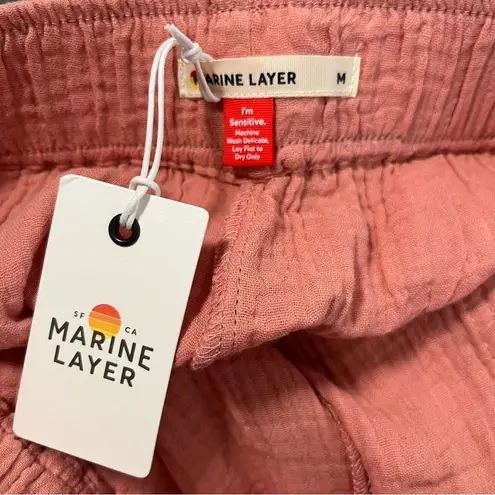 MARINE LAYER M
I'm
Sensitive.
Machine
Wash Delicate.
Lay Flat to
Dry Only
SF CA
MARINE
LAYER